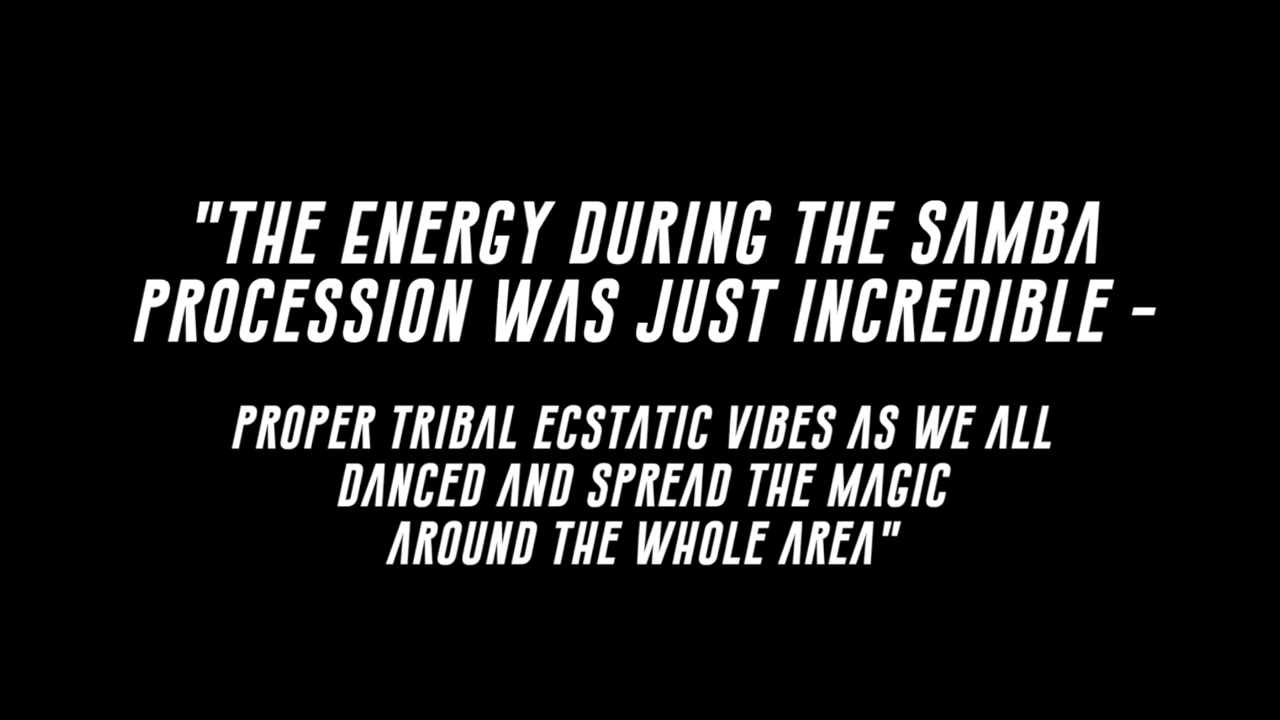 "THE ENERGY DURING THE SAMBA
PROCESSION WAS JUST INCREDIBLE -
PROPER TRIBAL ECSTATIC VIBES AS WE ALL
DANCED AND SPREAD THE MAGIC
AROUND THE WHOLE AREA"